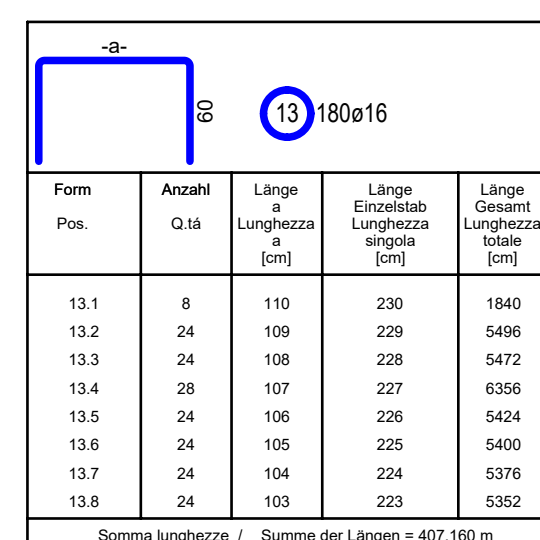 -a-
60
13 180ø16
Form Anzahl Länge Länge Länge
a Einzelstab Gesamt
Pos. Q.tá Lunghezza Lunghezza Lunghezza
a singola totale
[cm] [cm] [cm]
13.1 8 110 230 1840
13.2 24 109 229 5496
13.3 24 108 228 5472
13.4 28 107 227 6356
13.5 24 106 226 5424
13.6 24 105 225 5400
13.7 24 104 224 5376
13.8 24 103 223 5352
Somma lunghezze / Summe der Längen = 407.160 m